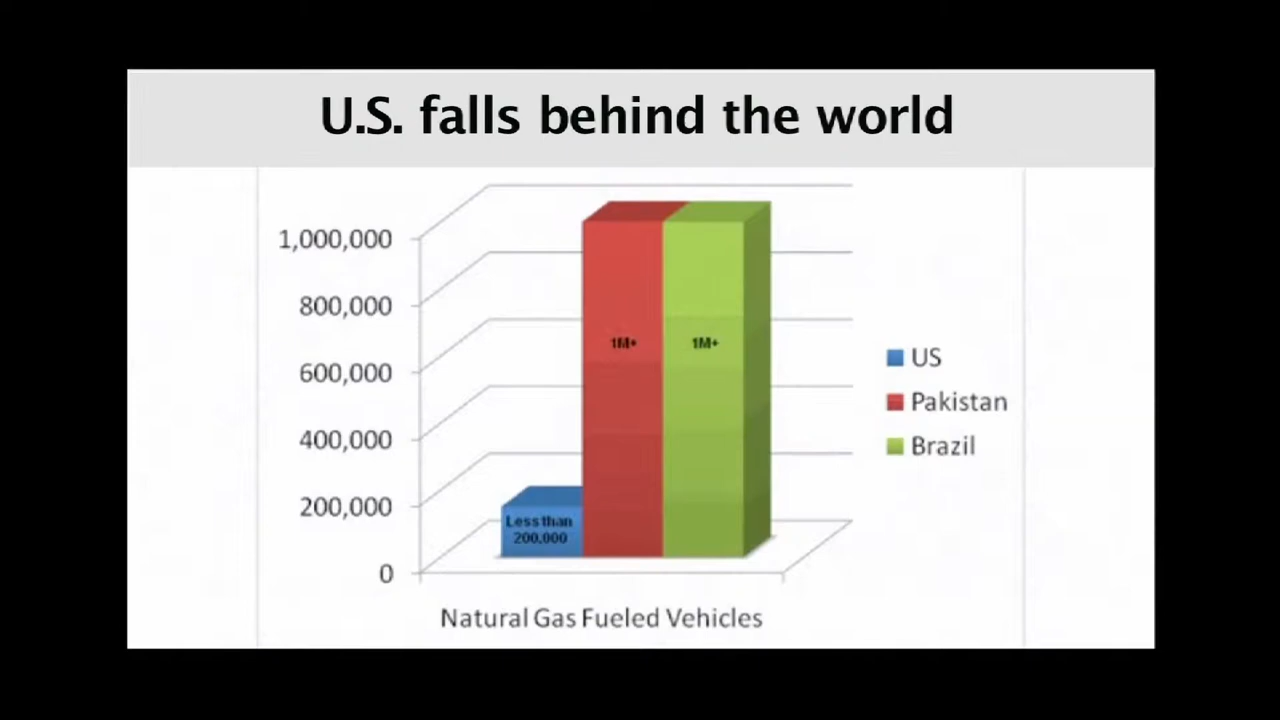 U.S. falls behind the world
1,000,000
800,000
600,000
400,000
200,000
0
1M+
1M+
Less than
200,000
Natural Gas Fueled Vehicles
US
Pakistan
Brazil